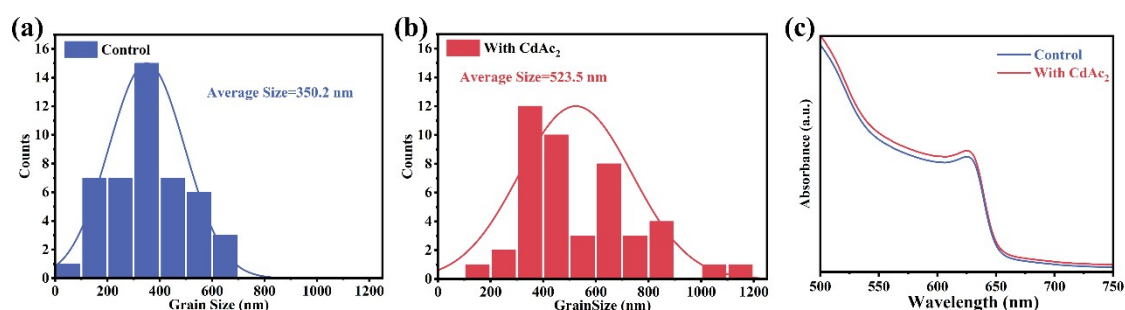 (a)
Control
Average Size=350.2 nm
Counts
16
14
12
10
8
6
4
2
0
0 200 400 600 800 1000 1200
Grain Size (nm)
(b)
With CdAc₂
Average Size=523.5 nm
Counts
16
14
12
10
8
6
4
2
0
0 200 400 600 800 1000 1200
GrainSize (nm)
(c)
Control
With CdAc₂
Absorbance (a.u.)
500 550 600 650 700 750
Wavelength (nm)